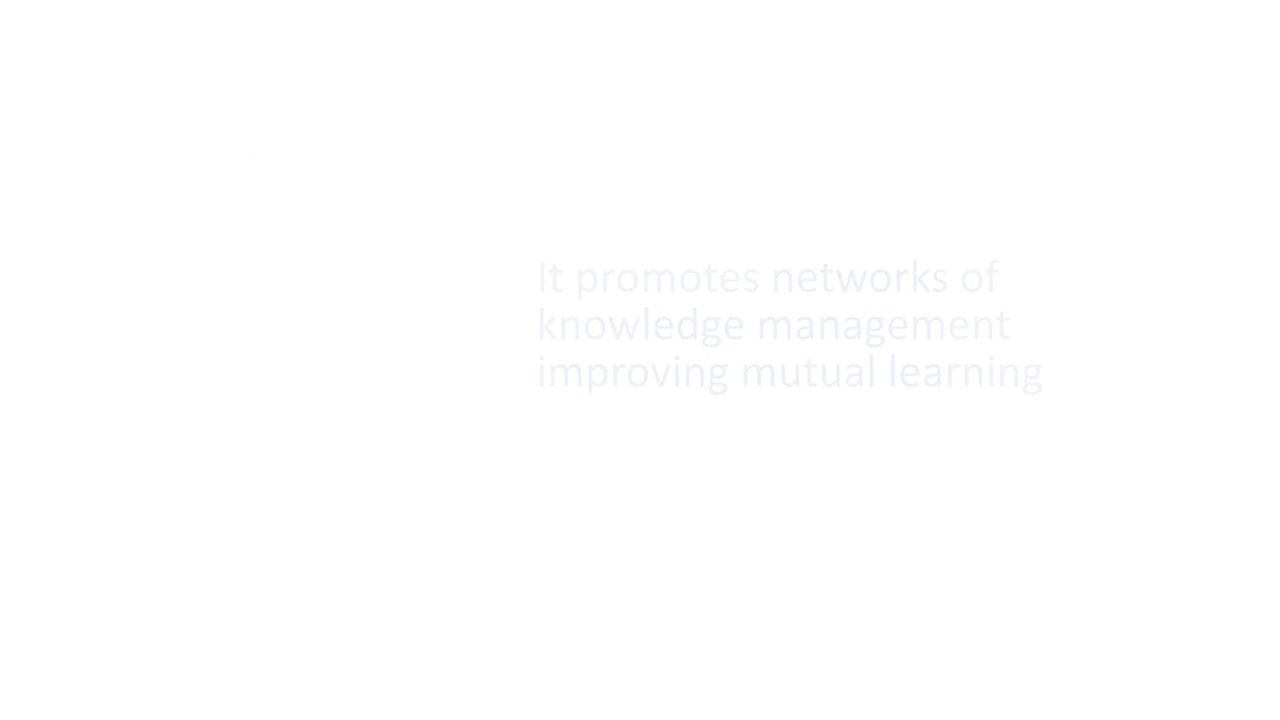 It promotes networks of
knowledge management
improving mutual learning